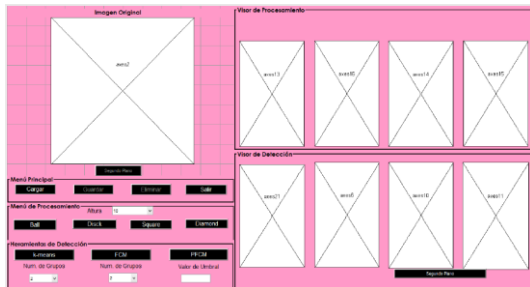 Imagen Original
axes2
Segundo Plano
Menú Principal
Cargar
Guardar
Eliminar
Salir
Menú de Procesamiento
Altura
Ball
Disck
Square
Diamond
Herramientas de Detección
k-means
FCM
PFCM
Num. de Grupos
Num. de Grupos
Valor de Umbral
Visor de Procesamiento
axes13
axes14
axes15
Visor de Detección
axes21
axes10
axes11
Segundo Plano